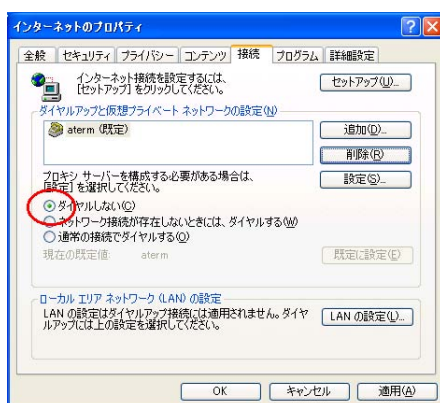 インターネットのプロパティ
全般 セキュリティ プライバシー コンテンツ 接続 プログラム 詳細設定
インターネット接続を設定するには、
[セットアップ] をクリックしてください。
セットアップ(U)...
ダイヤルアップと仮想プライベート ネットワークの設定(N)
aterm (既定)
追加(D)...
削除(R)
プロキシ サーバーを構成する必要がある場合は、
[設定] を選択してください。
設定(S)...
ダイヤルしない(C)
ネットワーク接続が存在しないときには、ダイヤルする(W)
通常の接続でダイヤルする(O)
現在の既定値: aterm
既定に設定(E)
ローカル エリア ネットワーク (LAN) の設定
LAN の設定はダイヤルアップ接続には適用されません。ダイヤ
ルアップには上の設定を選択してください。
LAN の設定(L)...
OK キャンセル 適用(A)